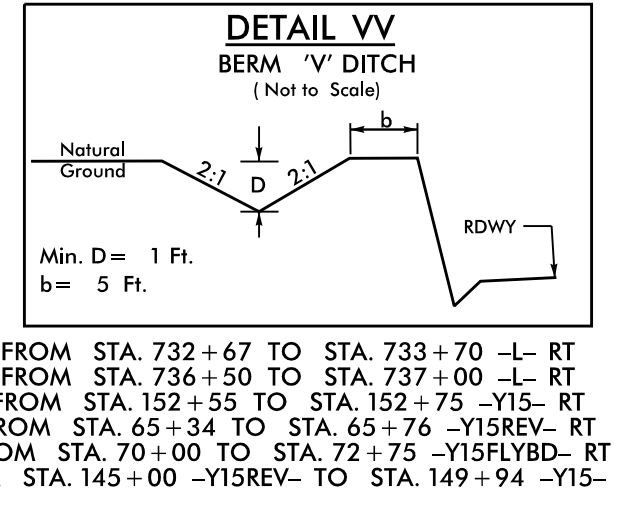 DETAIL VV
BERM 'V' DITCH
( Not to Scale)
b
Natural
Ground
2:1
D
2:1
RDWY
Min. D= 1 Ft.
b= 5 Ft.
FROM STA. 732+67 TO STA. 733+70 -L- RT
FROM STA. 736+50 TO STA. 737+00 -L- RT
FROM STA. 152+55 TO STA. 152+75 -Y15- RT
ROM STA. 65+34 TO STA. 65+76 -Y15REV- RT
OM STA. 70+00 TO STA. 72+75 -Y15FLYBD- RT
STA. 145+00 -Y15REV- TO STA. 149+94 -Y15-